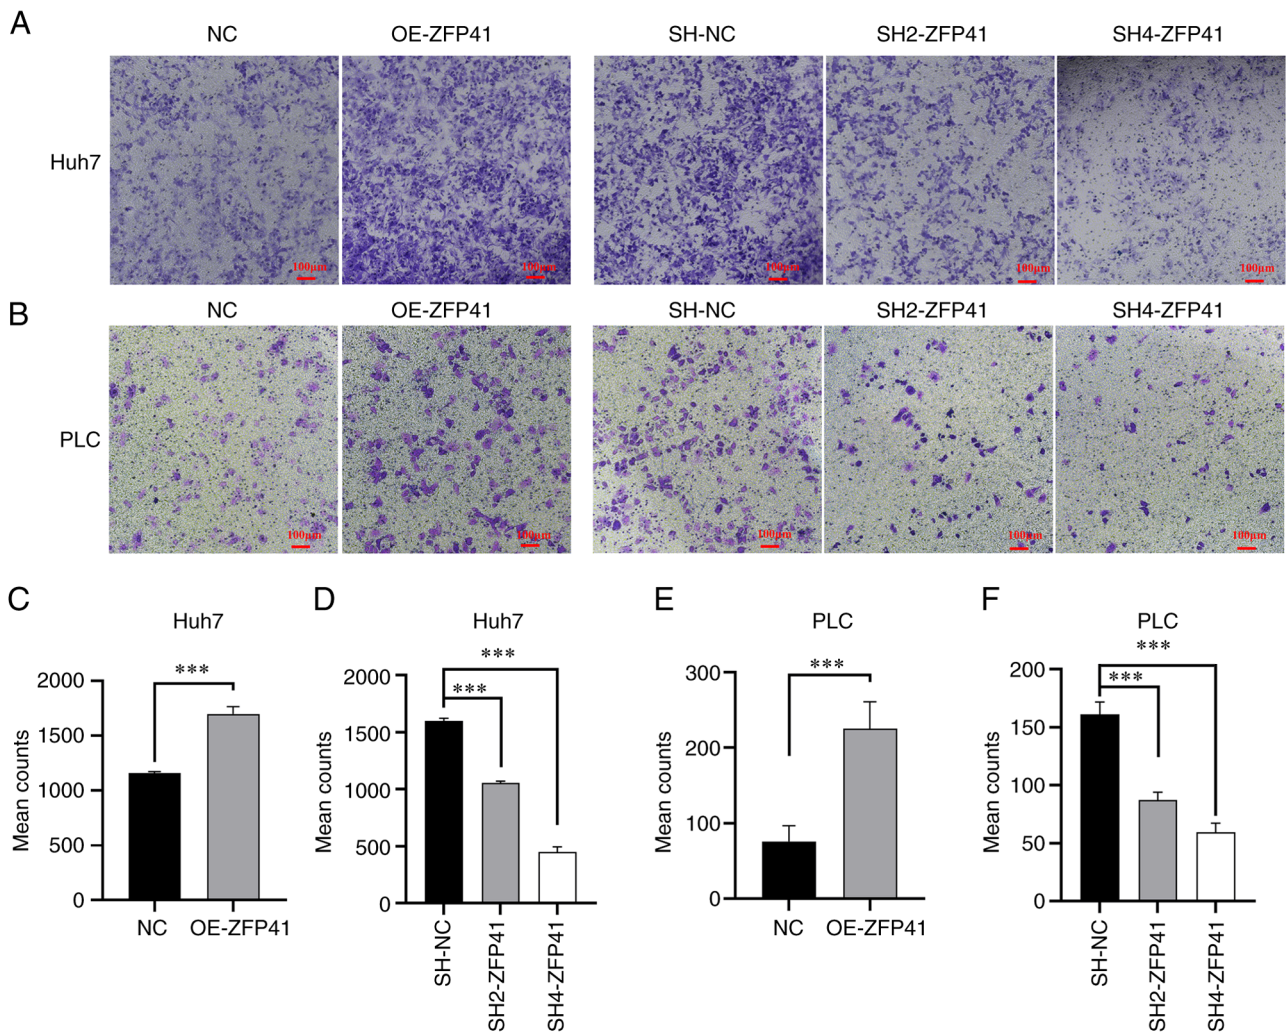 A
NC OE-ZFP41 SH-NC SH2-ZFP41 SH4-ZFP41
Huh7
100μm 100μm 100μm 100μm 100μm
B
NC OE-ZFP41 SH-NC SH2-ZFP41 SH4-ZFP41
PLC
100μm 100μm 100μm 100μm 100μm
C
Huh7
***
Mean counts
2000
1500
1000
500
0
NC OE-ZFP41
D
Huh7
***
***
Mean counts
2000
1500
1000
500
0
SH-NC
SH2-ZFP41
SH4-ZFP41
E
PLC
***
Mean counts
300
200
100
0
NC OE-ZFP41
F
PLC
***
***
Mean counts
200
150
100
50
0
SH-NC
SH2-ZFP41
SH4-ZFP41